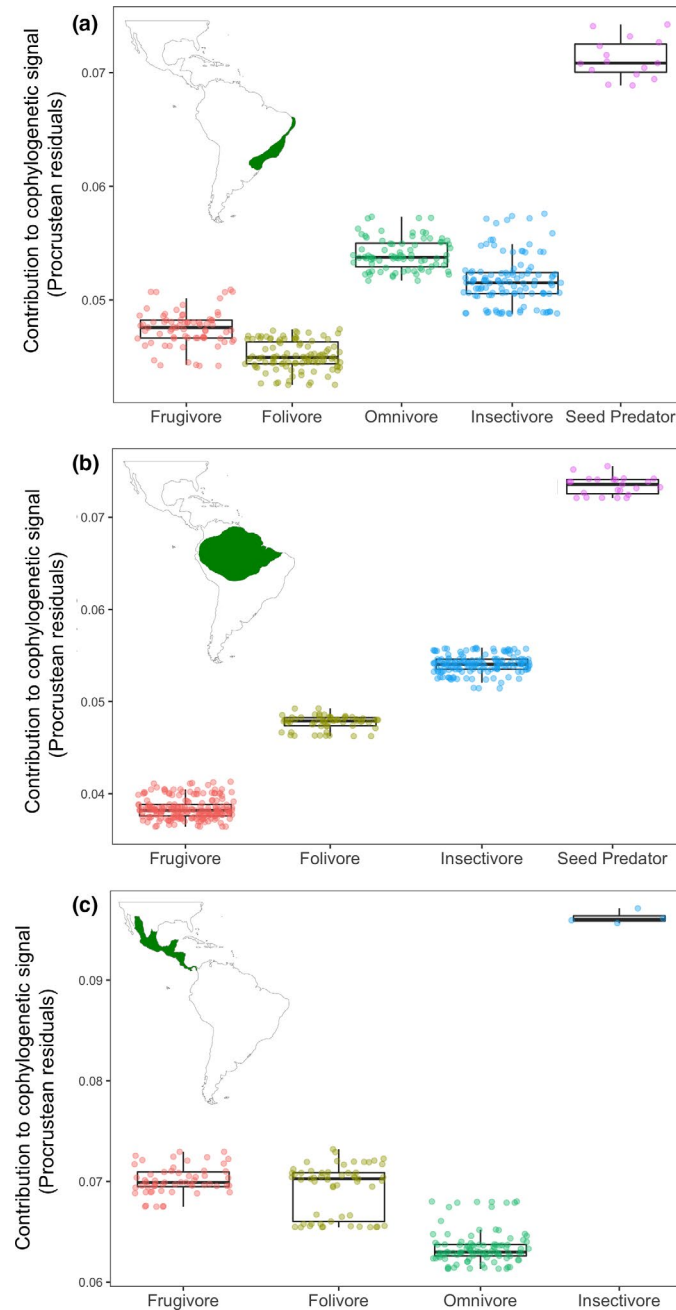 (a)
Contribution to cophylogenetic signal
(Procrustean residuals)
0.07
0.06
0.05
Frugivore Folivore Omnivore Insectivore Seed Predator
(b)
Contribution to cophylogenetic signal
(Procrustean residuals)
0.07
0.06
0.05
0.04
Frugivore Folivore Insectivore Seed Predator
(c)
Contribution to cophylogenetic signal
(Procrustean residuals)
0.09
0.08
0.07
0.06
Frugivore Folivore Omnivore Insectivore